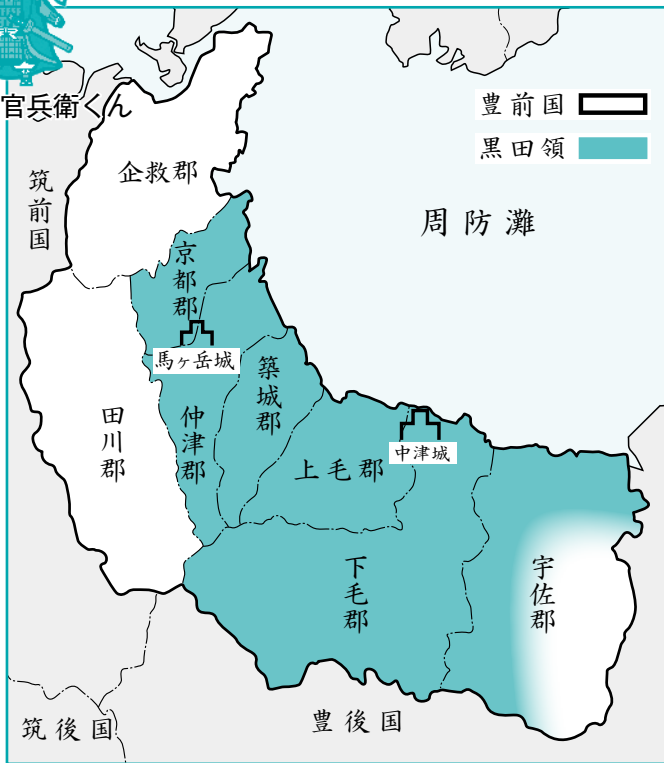 官兵衛くん
豊前国
黒田領
筑前国
企救郡
周防灘
京都郡
馬ヶ岳城
築城郡
田川郡
仲津郡
上毛郡
中津城
下毛郡
宇佐郡
筑後国
豊後国